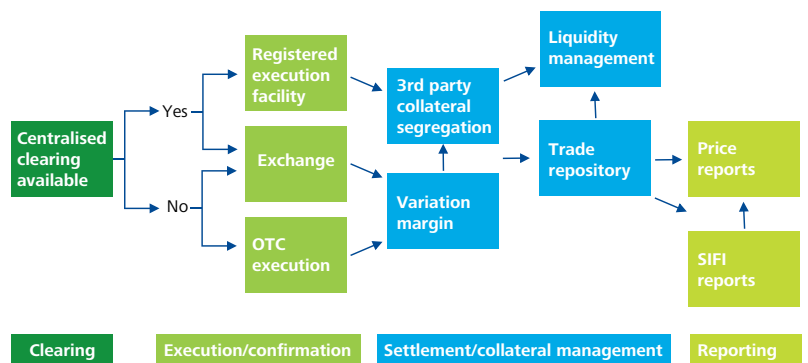 Centralised
clearing
available
Yes
No
Registered
execution
facility
Exchange
OTC
execution
3rd party
collateral
segregation
Variation
margin
Liquidity
management
Trade
repository
Price
reports
SIFI
reports
Clearing
Execution/confirmation
Settlement/collateral management
Reporting